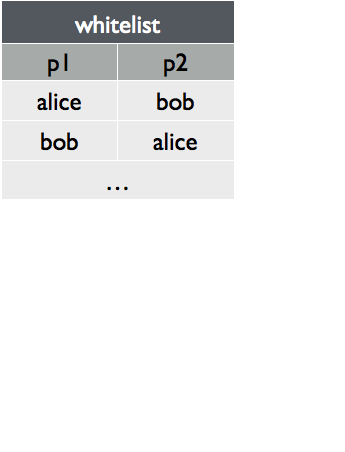 whitelist
p1 p2
alice bob
bob alice
…